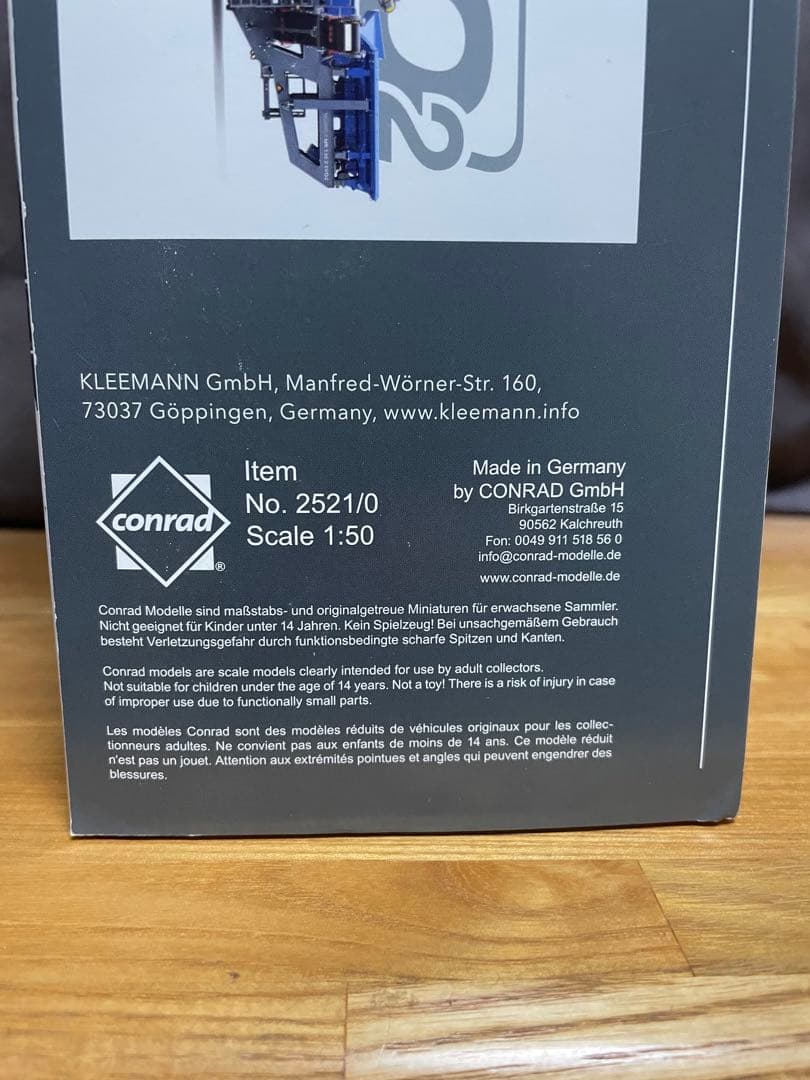 O2
KLEEMANN GmbH, Manfred-Wörner-Str. 160,
73037 Göppingen, Germany, www.kleemann.info
conrad
®
Item
No. 2521/0
Scale 1:50
Made in Germany
by CONRAD GmbH
Birkgartenstraße 15
90562 Kalchreuth
Fon: 0049 911 518 56 0
info@conrad-modelle.de
www.conrad-modelle.de
Conrad Modelle sind maßstabs- und originalgetreue Miniaturen für erwachsene Sammler.
Nicht geeignet für Kinder unter 14 Jahren. Kein Spielzeug! Bei unsachgemäßem Gebrauch
besteht Verletzungsgefahr durch funktionsbedingte scharfe Spitzen und Kanten.
Conrad models are scale models clearly intended for use by adult collectors.
Not suitable for children under the age of 14 years. Not a toy! There is a risk of injury in case
of improper use due to functionally small parts.
Les modèles Conrad sont des modèles réduits de véhicules originaux pour les collec-
tionneurs adultes. Ne convient pas aux enfants de moins de 14 ans. Ce modèle réduit
n'est pas un jouet. Attention aux extrémités pointues et angles qui peuvent engendrer des
blessures.